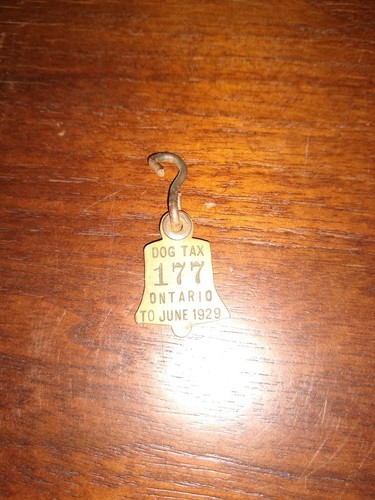 DOG TAX
177
ONTARIO
TO JUNE 1929